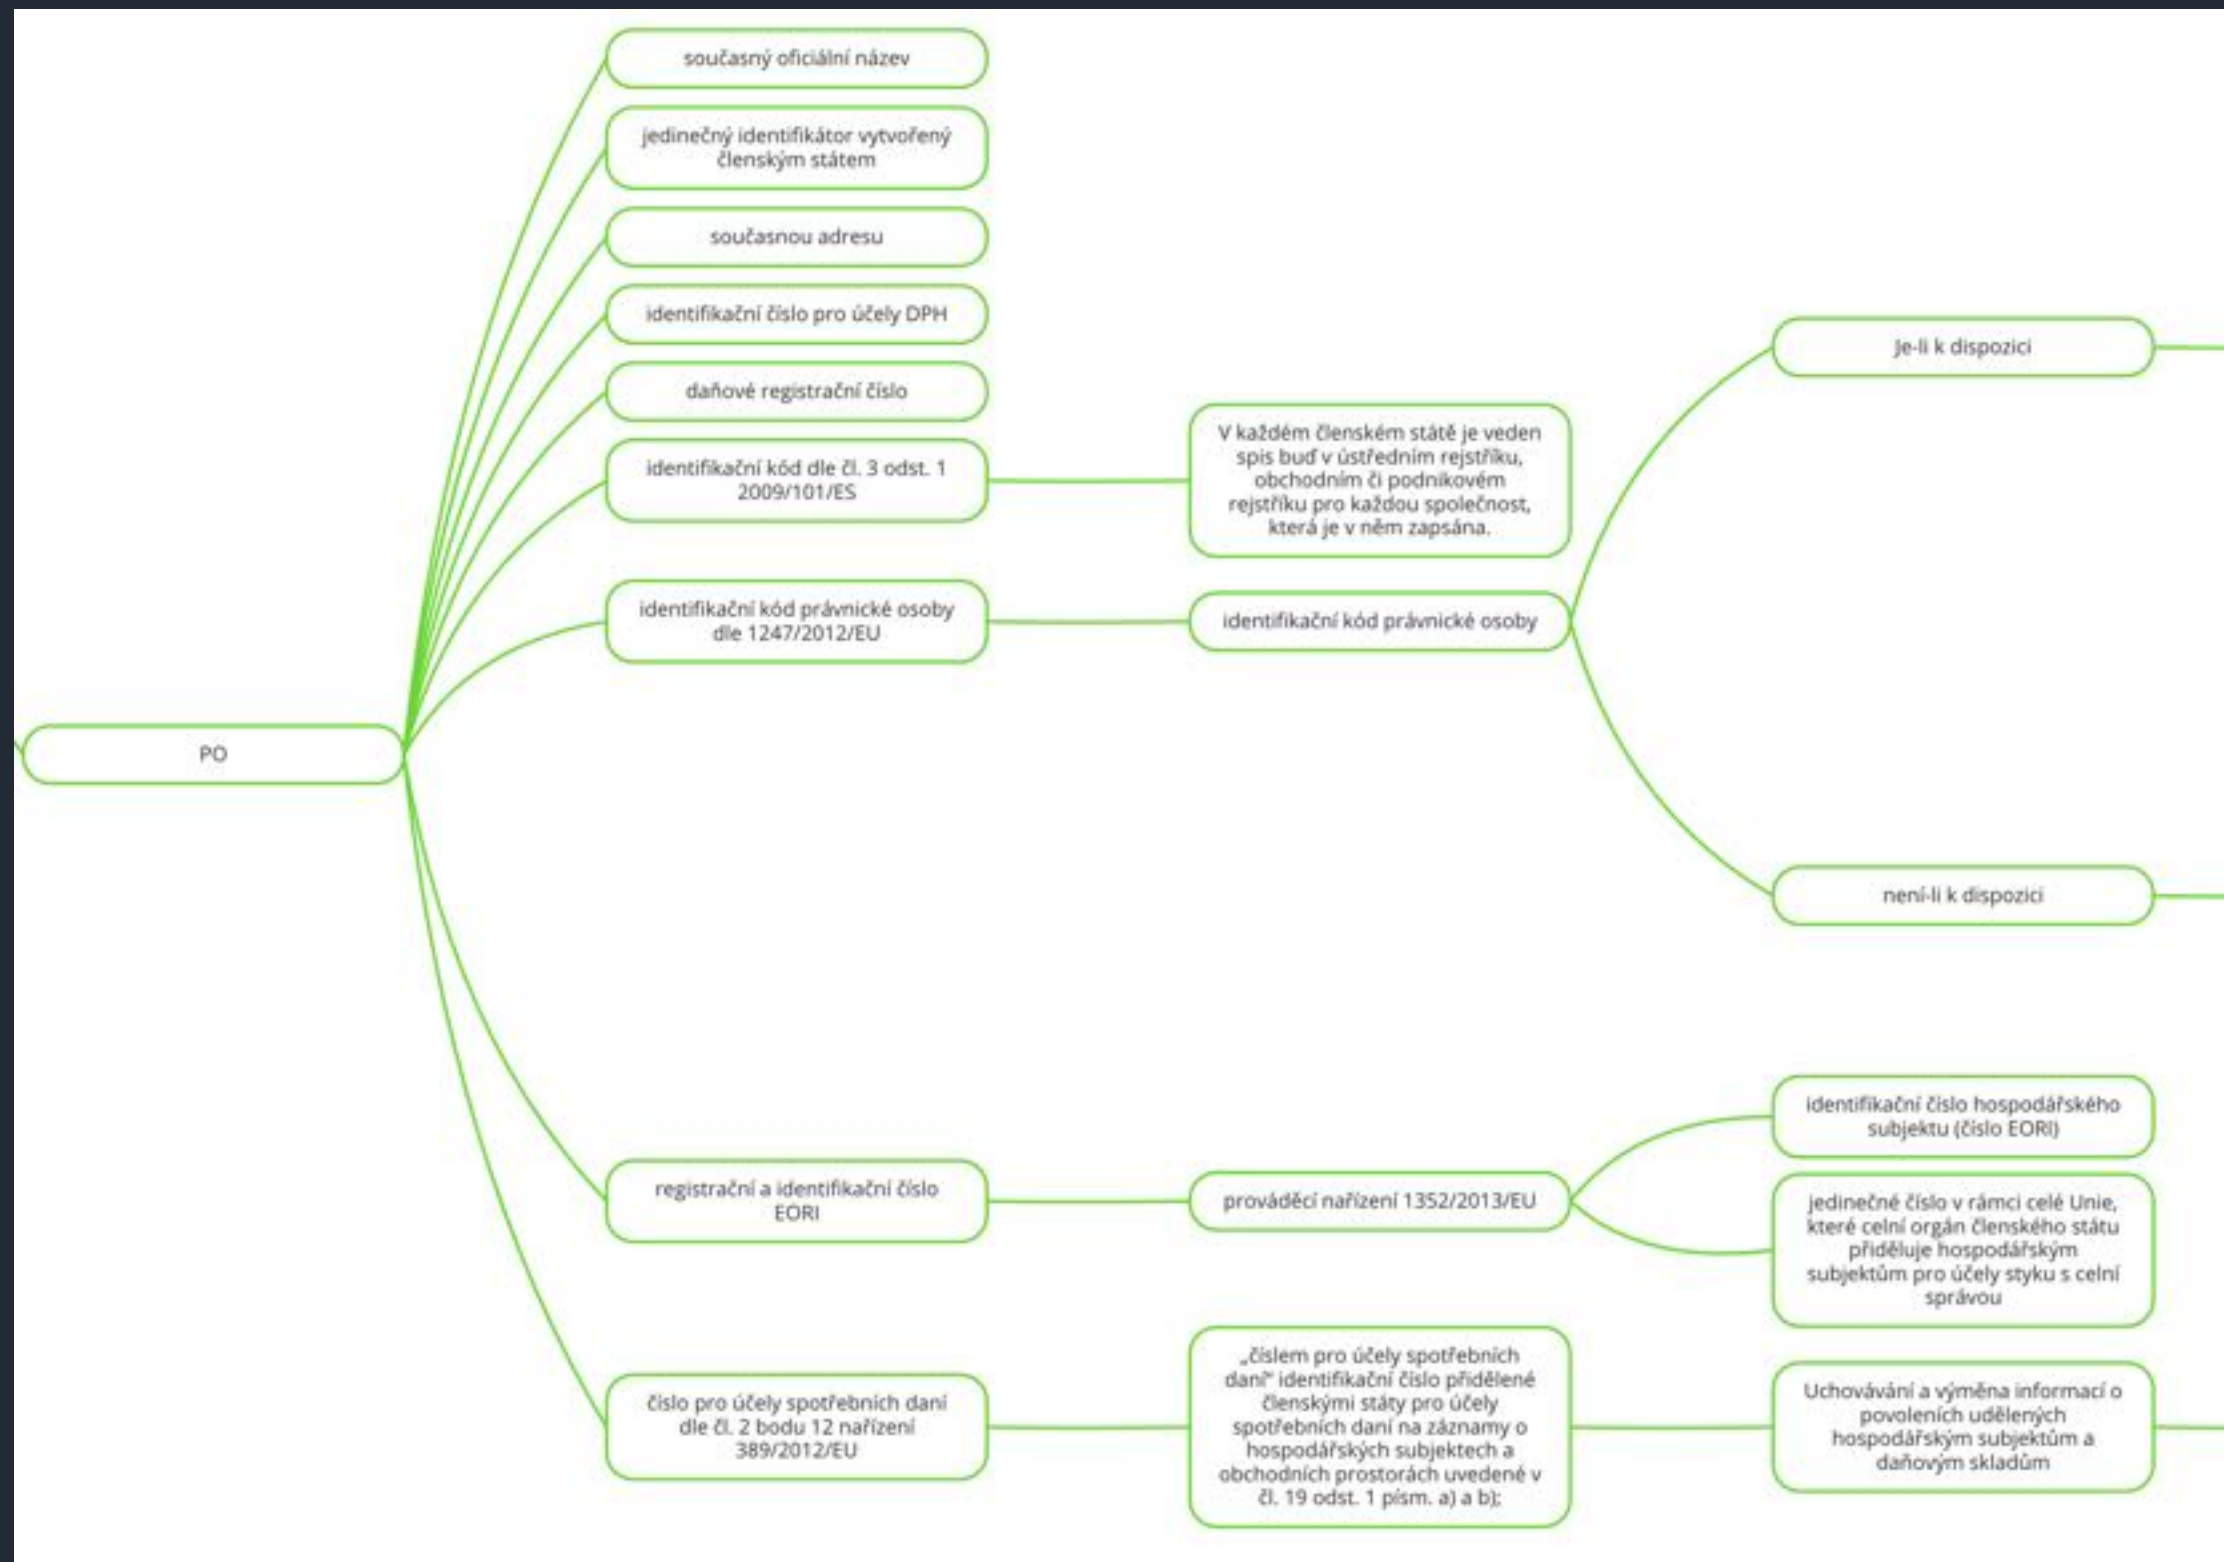 PO
současný oficiální název
jedinečný identifikátor vytvořený
členským státem
současnou adresu
identifikační číslo pro účely DPH
daňové registrační číslo
identifikační kód dle čl. 3 odst. 1
2009/101/ES
V každém členském státě je veden
spis buď v ústředním rejstříku,
obchodním či podnikovém
rejstříku pro každou společnost,
která je v něm zapsána.
identifikační kód právnické osoby
dle 1247/2012/EU
identifikační kód právnické osoby
Je-li k dispozici
není-li k dispozici
registrační a identifikační číslo
EORI
prováděcí nařízení 1352/2013/EU
identifikační číslo hospodářského
subjektu (číslo EORI)
jedinečné číslo v rámci celé Unie,
které celní orgán členského státu
přiděluje hospodářským
subjektům pro účely styku s celní
správou
číslo pro účely spotřebních daní
dle čl. 2 bodu 12 nařízení
389/2012/EU
„číslem pro účely spotřebních
daní“ identifikační číslo přidělené
členskými státy pro účely
spotřebních daní na záznamy o
hospodářských subjektech a
obchodních prostorách uvedené v
čl. 19 odst. 1 písm. a) a b);
Uchovávání a výměna informací o
povoleních udělených
hospodářským subjektům a
daňovým skladům